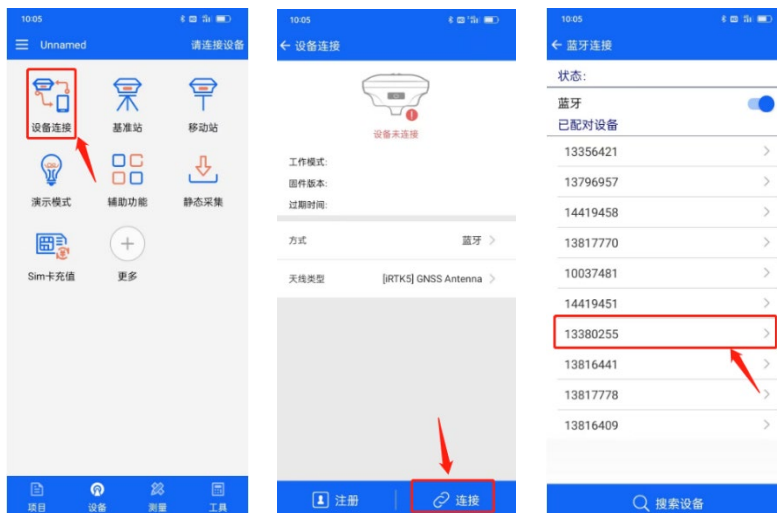 10:05
Unnamed 请连接设备
设备连接 基准站 移动站
演示模式 辅助功能 静态采集
Sim卡充值 更多
项目 设备 测量 工具
10:05
设备连接
设备未连接
工作模式:
固件版本:
过期时间:
方式 蓝牙
天线类型 [iRTK5] GNSS Antenna
注册 连接
10:05
蓝牙连接
状态:
蓝牙
已配对设备
13356421
13796957
14419458
13817770
10037481
14419451
13380255
13816441
13817778
13816409
搜索设备